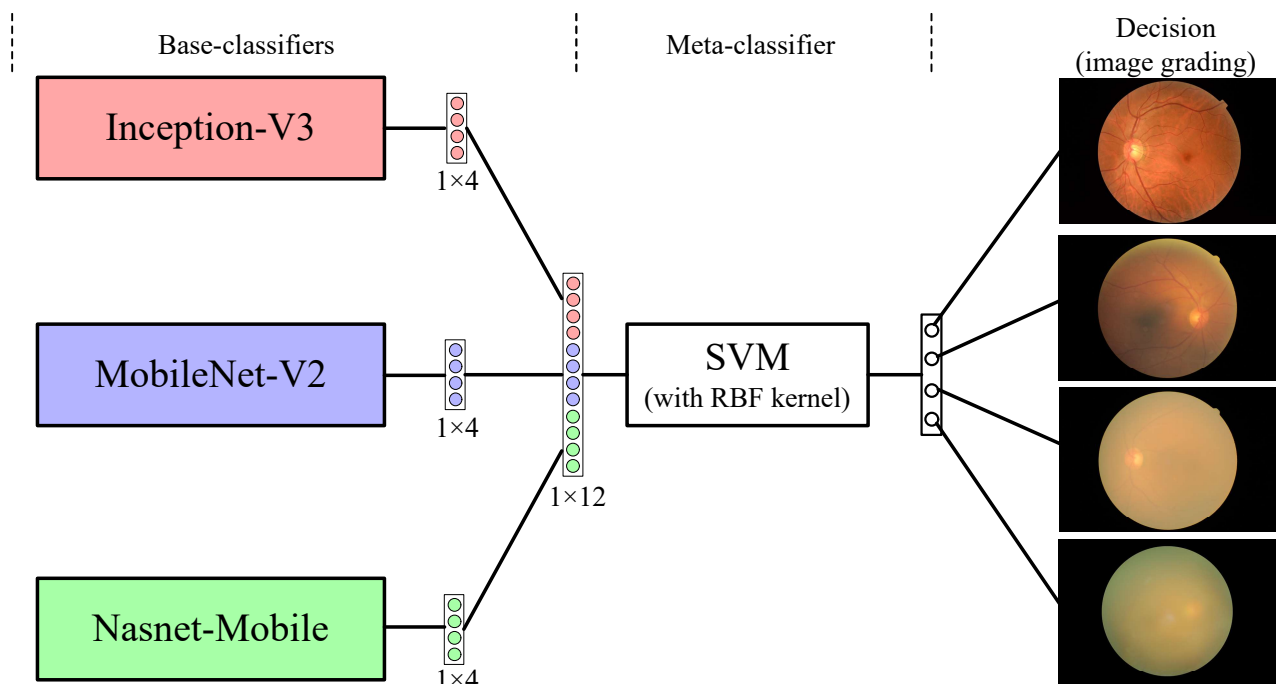 Base-classifiers
Meta-classifier
Decision
(image grading)
Inception-V3
1×4
MobileNet-V2
1×4
1×12
SVM
(with RBF kernel)
Nasnet-Mobile
1×4